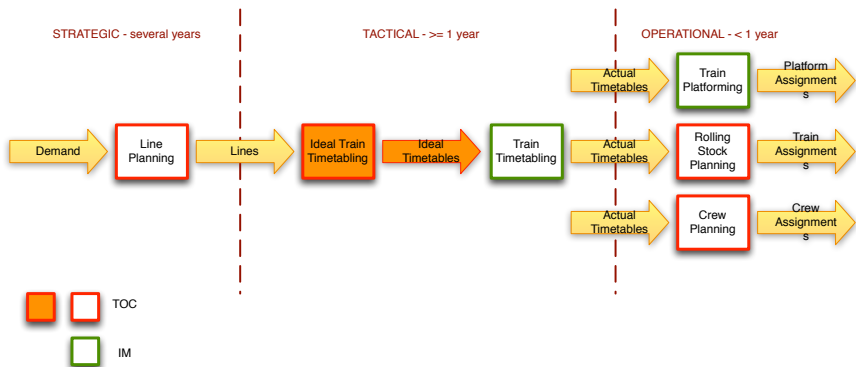 STRATEGIC - several years
TACTICAL - >= 1 year
OPERATIONAL - < 1 year
Demand
Line
Planning
Lines
Ideal Train
Timetabling
Ideal
Timetables
Train
Timetabling
Actual
Timetables
Train
Platforming
Platform
Assignment
s
Actual
Timetables
Rolling
Stock
Planning
Train
Assignment
s
Actual
Timetables
Crew
Planning
Crew
Assignment
s
TOC
IM